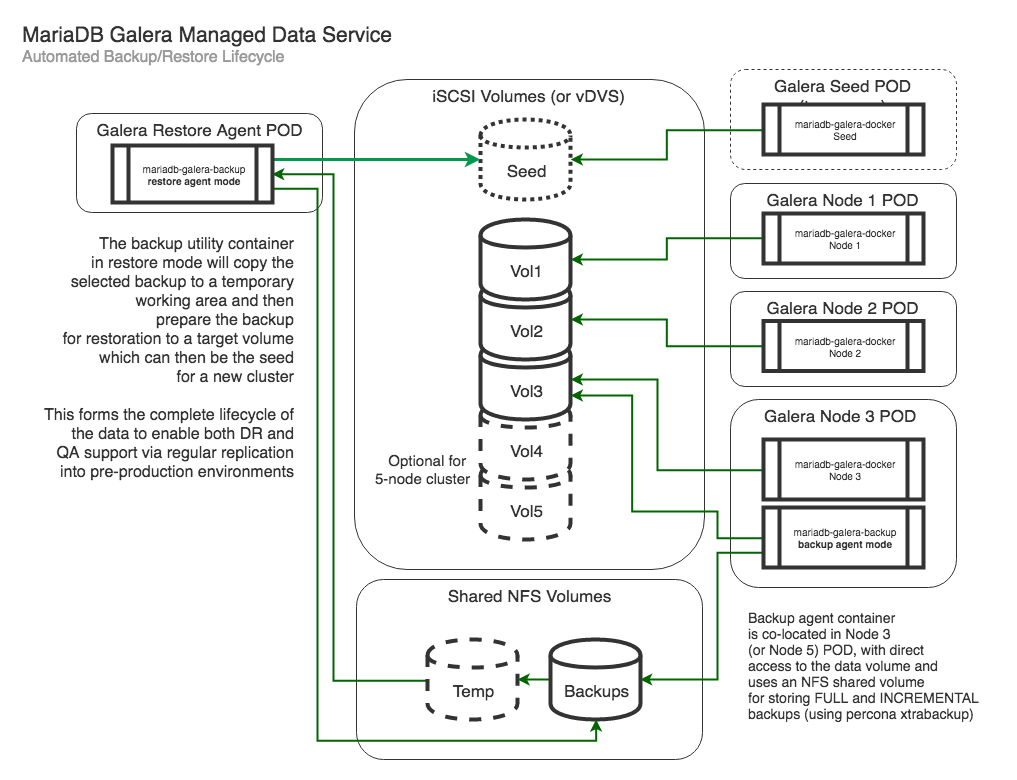 MariaDB Galera Managed Data Service
Automated Backup/Restore Lifecycle
iSCSI Volumes (or vDVS)
Galera Seed POD
mariadb-galera-docker
Seed
Galera Restore Agent POD
mariadb-galera-backup
restore agent mode
Seed
Galera Node 1 POD
mariadb-galera-docker
Node 1
The backup utility container
in restore mode will copy the
selected backup to a temporary
working area and then
prepare the backup
for restoration to a target volume
which can then be the seed
for a new cluster
This forms the complete lifecycle of
the data to enable both DR and
QA support via regular replication
into pre-production environments
Vol1
Vol2
Vol3
Vol4
Vol5
Optional for
5-node cluster
Galera Node 2 POD
mariadb-galera-docker
Node 2
Galera Node 3 POD
mariadb-galera-docker
Node 3
mariadb-galera-backup
backup agent mode
Shared NFS Volumes
Temp
Backups
Backup agent container
is co-located in Node 3
(or Node 5) POD, with direct
access to the data volume and
uses an NFS shared volume
for storing FULL and INCREMENTAL
backups (using percona xtrabackup)